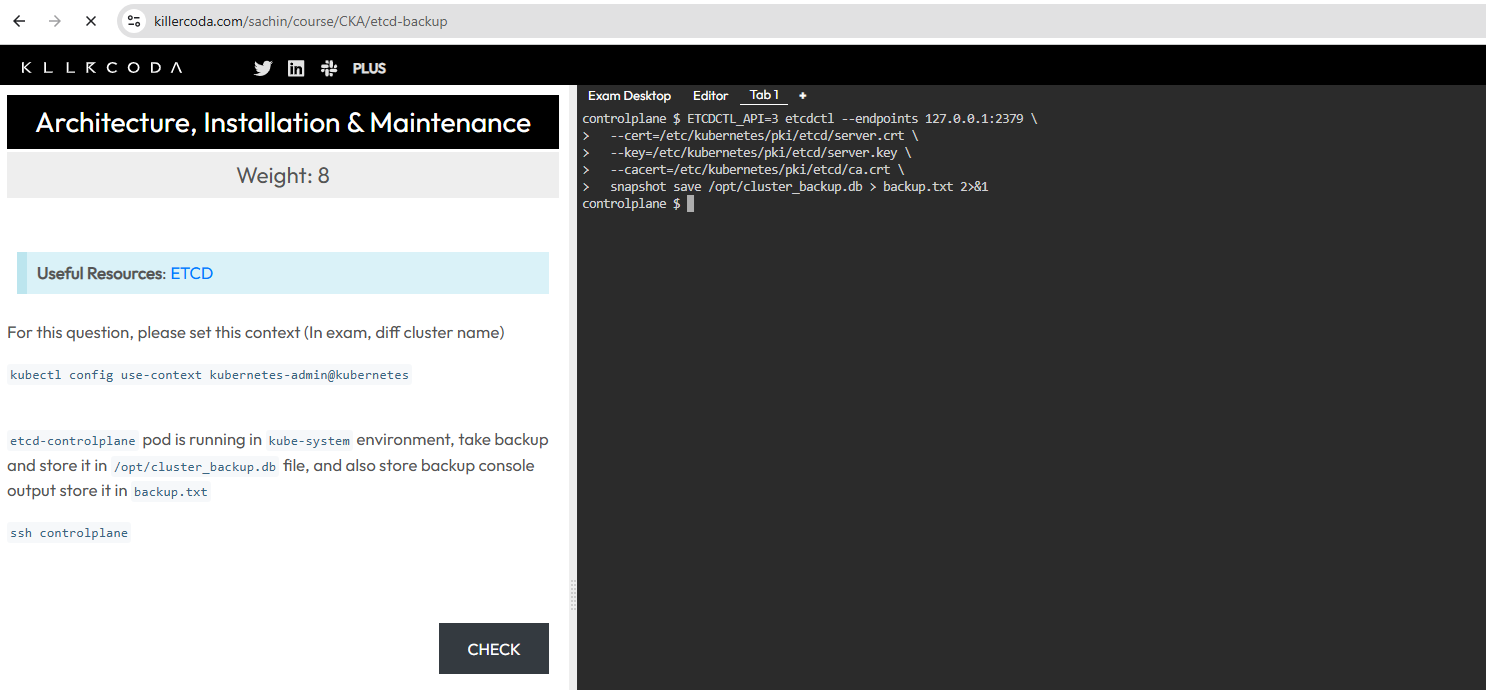 killercoda.com/sachin/course/CKA/etcd-backup
KLLRCODA
PLUS
Architecture, Installation & Maintenance
Weight: 8
Useful Resources: ETCD
For this question, please set this context (In exam, diff cluster name)
kubectl config use-context kubernetes-admin@kubernetes
etcd-controlplane pod is running in kube-system environment, take backup
and store it in /opt/cluster_backup.db file, and also store backup console
output store it in backup.txt
ssh controlplane
CHECK
Exam Desktop Editor Tab 1 +
controlplane $ ETCDCTL_API=3 etcdctl --endpoints 127.0.0.1:2379 \
>   --cert=/etc/kubernetes/pki/etcd/server.crt \
>   --key=/etc/kubernetes/pki/etcd/server.key \
>   --cacert=/etc/kubernetes/pki/etcd/ca.crt \
>   snapshot save /opt/cluster_backup.db > backup.txt 2>&1
controlplane $